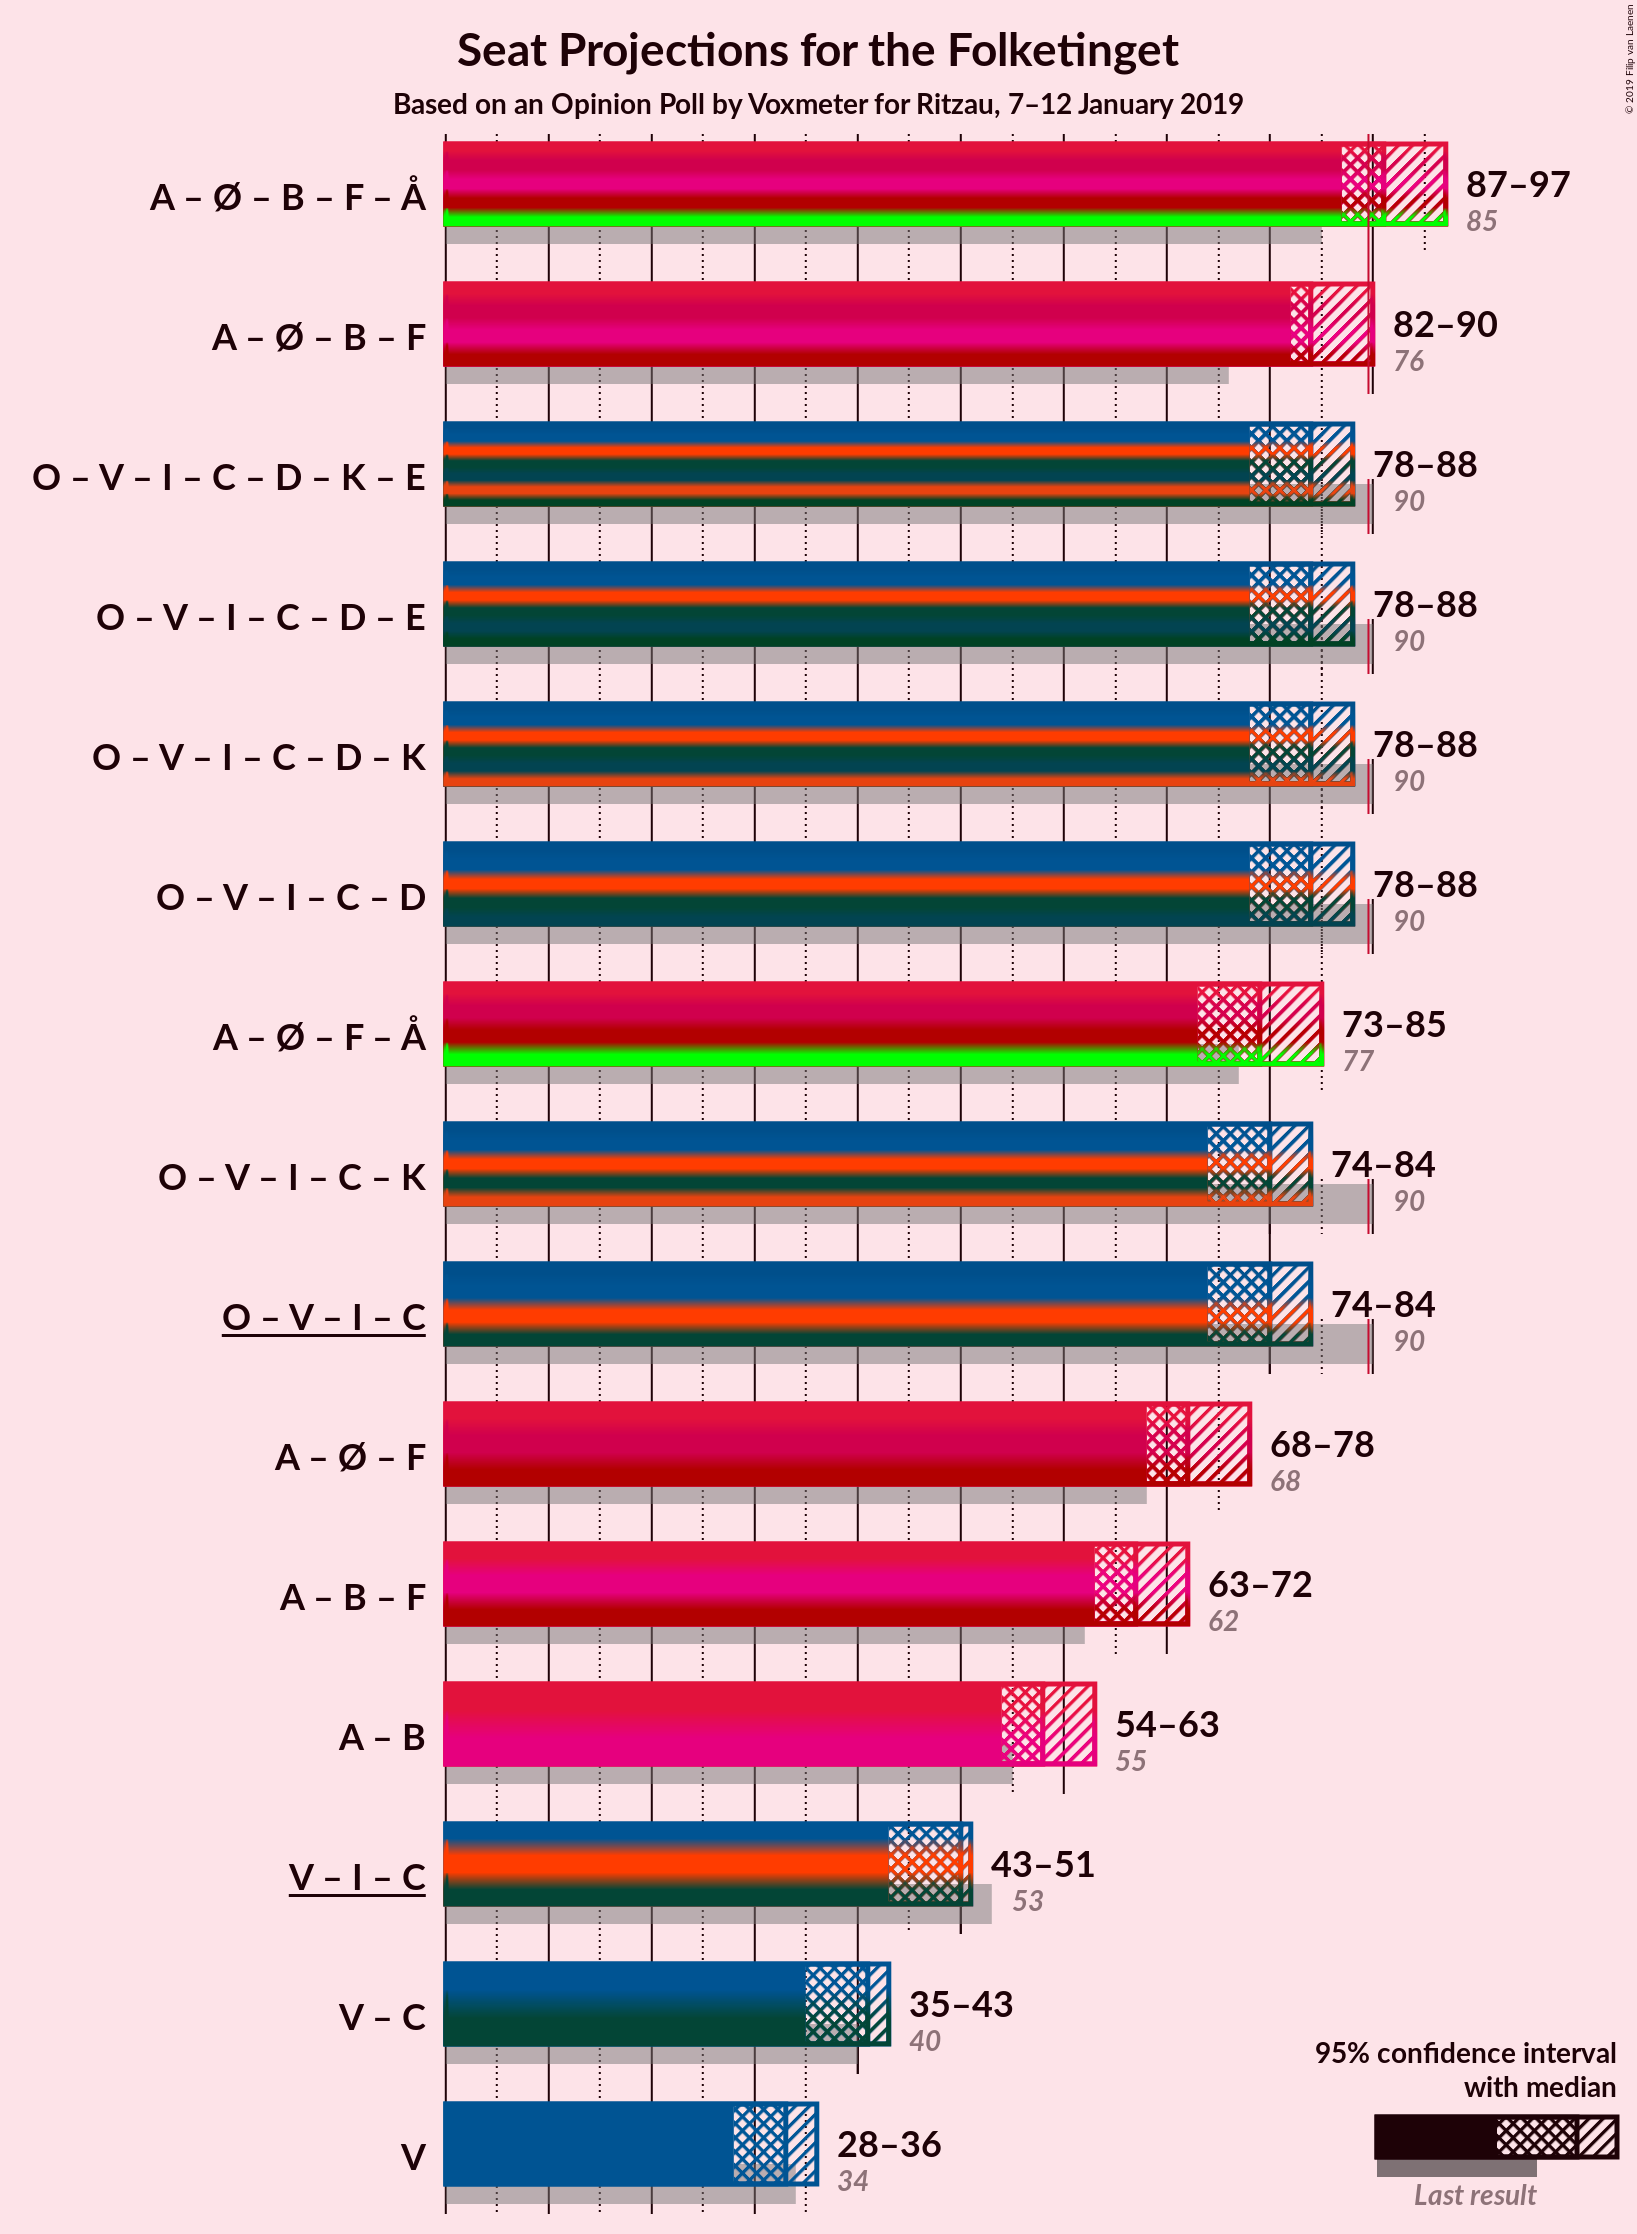 © 2019 Filip van Laenen
Seat Projections for the Folketinget
Based on an Opinion Poll by Voxmeter for Ritzau, 7–12 January 2019
A – Ø – B – F – Å
87–97
85
A – Ø – B – F
82–90
76
O – V – I – C – D – K – E
78–88
90
O – V – I – C – D – E
78–88
90
O – V – I – C – D – K
78–88
90
O – V – I – C – D
78–88
90
A – Ø – F – Å
73–85
77
O – V – I – C – K
74–84
90
O – V – I – C
74–84
90
A – Ø – F
68–78
68
A – B – F
63–72
62
A – B
54–63
55
V – I – C
43–51
53
V – C
35–43
40
V
28–36
34
95% confidence interval
with median
Last result